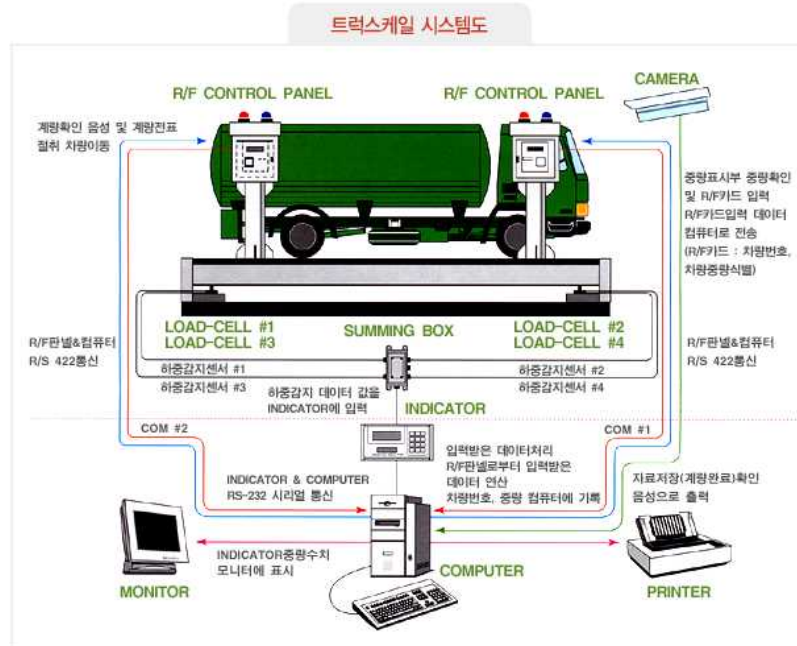 트럭스케일 시스템도
CAMERA
R/F CONTROL PANEL
R/F CONTROL PANEL
계량확인 음성 및 계량전표
절취 차량이동
중량표시부 중량확인
및 R/F카드 입력
R/F카드입력 데이터
컴퓨터로 전송
(R/F카드 : 차량번호,
차량중량식별)
LOAD-CELL #1
LOAD-CELL #3
SUMMING BOX
LOAD-CELL #2
LOAD-CELL #4
R/F판넬&컴퓨터
R/S 422통신
R/F판넬&컴퓨터
R/S 422통신
하중감지센서 #1
하중감지센서 #3
하중감지센서 #2
하중감지센서 #4
하중감지 데이터 값을
INDICATOR에 입력
INDICATOR
COM #2
COM #1
입력받은 데이터처리
R/F판넬로부터 입력받은
데이터 연산
차량번호, 중량 컴퓨터에 기록
INDICATOR & COMPUTER
RS-232 시리얼 통신
자료저장(계량완료)확인
음성으로 출력
INDICATOR중량수치
모니터에 표시
MONITOR
COMPUTER
PRINTER